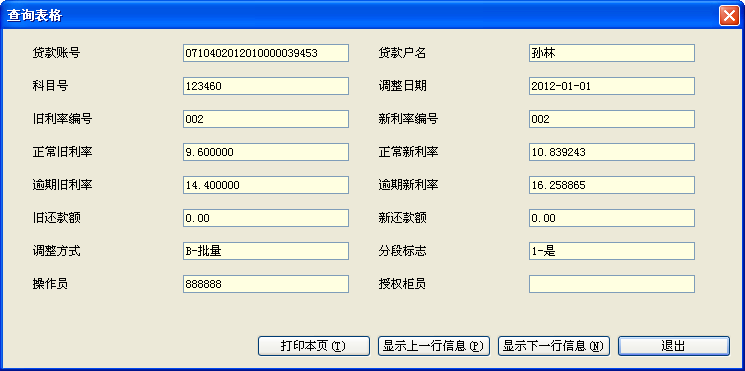 查询表格
贷款账号 0710402012010000039453 贷款户名 孙林
科目号 123460 调整日期 2012-01-01
旧利率编号 002 新利率编号 002
正常旧利率 9.600000 正常新利率 10.839243
逾期旧利率 14.400000 逾期新利率 16.258865
旧还款额 0.00 新还款额 0.00
调整方式 B-批量 分段标志 1-是
操作员 888888 授权柜员
打印本页(T) 显示上一行信息(P) 显示下一行信息(N) 退出